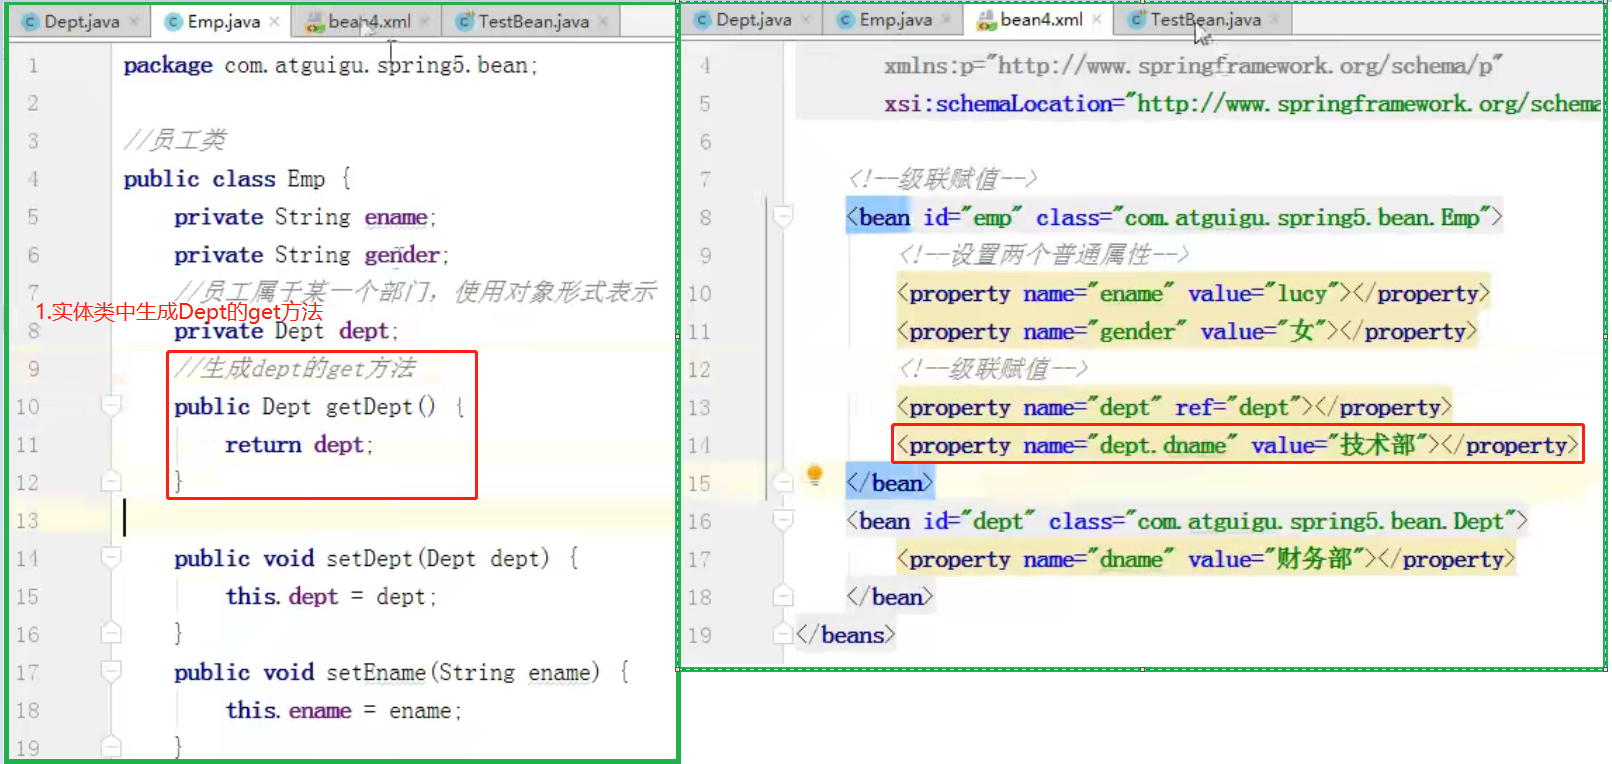 Dept.java × Emp.java × bean4.xml × TestBean.java ×
1 package com.atguigu.spring5.bean;
2
3 //员工类
4 public class Emp {
5 private String ename;
6 private String gender;
7 //员工属于某一个部门，使用对象形式表示
1.实体类中生成Dept的get方法
8 private Dept dept;
9 //生成dept的get方法
10 public Dept getDept() {
11 return dept;
12 }
13
14 public void setDept(Dept dept) {
15 this.dept = dept;
16 }
17 public void setEname(String ename) {
18 this.ename = ename;
19 }
Dept.java × Emp.java × bean4.xml × TestBean.java ×
4 xmlns:p="http://www.springframework.org/schema/p"
5 xsi:schemaLocation="http://www.springframework.org/schema
6
7 <!--级联赋值-->
8 <bean id="emp" class="com.atguigu.spring5.bean.Emp">
9 <!--设置两个普通属性-->
10 <property name="ename" value="lucy"></property>
11 <property name="gender" value="女"></property>
12 <!--级联赋值-->
13 <property name="dept" ref="dept"></property>
14 <property name="dept.dname" value="技术部"></property>
15 </bean>
16 <bean id="dept" class="com.atguigu.spring5.bean.Dept">
17 <property name="dname" value="财务部"></property>
18 </bean>
19 </beans>